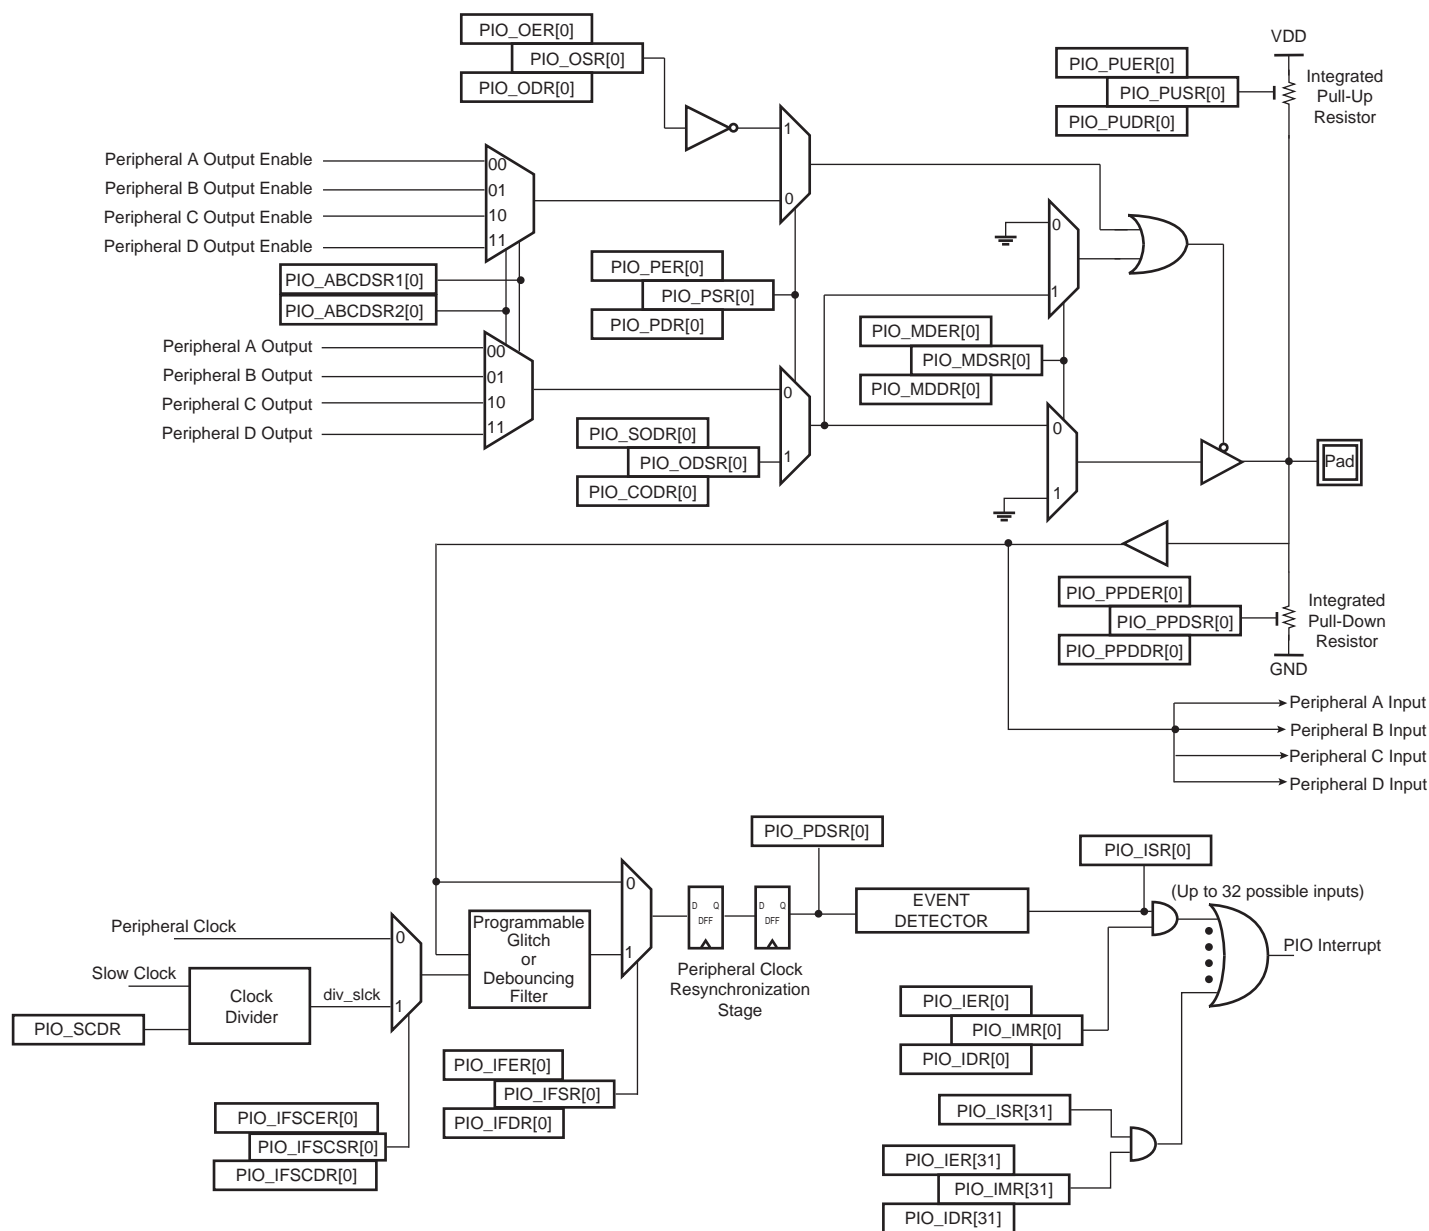 PIO_OER[0]
PIO_OSR[0]
PIO_ODR[0]
VDD
PIO_PUER[0]
PIO_PUSR[0]
PIO_PUDR[0]
Integrated
Pull-Up
Resistor
1
0
Peripheral A Output Enable
Peripheral B Output Enable
Peripheral C Output Enable
Peripheral D Output Enable
00
01
10
11
PIO_ABCDSR1[0]
PIO_ABCDSR2[0]
PIO_PER[0]
PIO_PSR[0]
PIO_PDR[0]
0
1
PIO_MDER[0]
PIO_MDSR[0]
PIO_MDDR[0]
Peripheral A Output
Peripheral B Output
Peripheral C Output
Peripheral D Output
00
01
10
11
0
1
PIO_SODR[0]
PIO_ODSR[0]
PIO_CODR[0]
0
1
Pad
PIO_PPDER[0]
PIO_PPDSR[0]
PIO_PPDDR[0]
Integrated
Pull-Down
Resistor
GND
Peripheral A Input
Peripheral B Input
Peripheral C Input
Peripheral D Input
PIO_PDSR[0]
PIO_ISR[0]
(Up to 32 possible inputs)
Peripheral Clock
Slow Clock
PIO_SCDR
Clock
Divider
div_slck
0
1
Programmable
Glitch
or
Debouncing
Filter
0
1
D Q
DFF
D Q
DFF
Peripheral Clock
Resynchronization
Stage
EVENT
DETECTOR
PIO Interrupt
PIO_IER[0]
PIO_IMR[0]
PIO_IDR[0]
PIO_IFER[0]
PIO_IFSR[0]
PIO_IFDR[0]
PIO_IFSCER[0]
PIO_IFSCSR[0]
PIO_IFSCDR[0]
PIO_ISR[31]
PIO_IER[31]
PIO_IMR[31]
PIO_IDR[31]